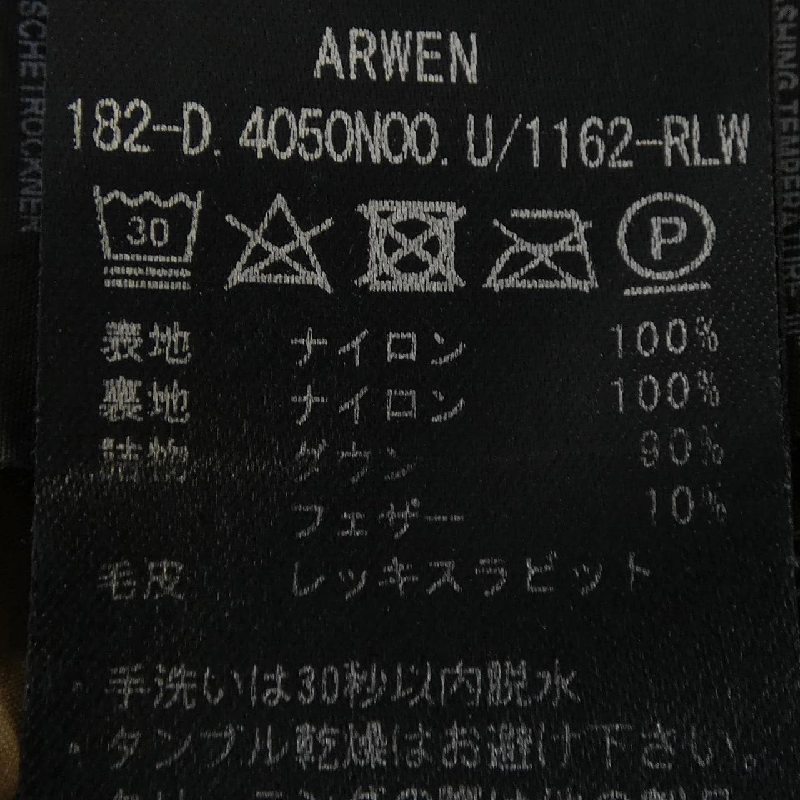 ARWEN
182-D.4050N00.U/1162-RLW
30 P
表地 ナイロン 100%
裏地 ナイロン 100%
詰物 ダウン 90%
フェザー 10%
毛皮 レッキスラビット
・手洗いは30秒以内脱水
・タンブル乾燥はお避け下さい。
SCHETROCKNER
ASHING TEMPERATURE